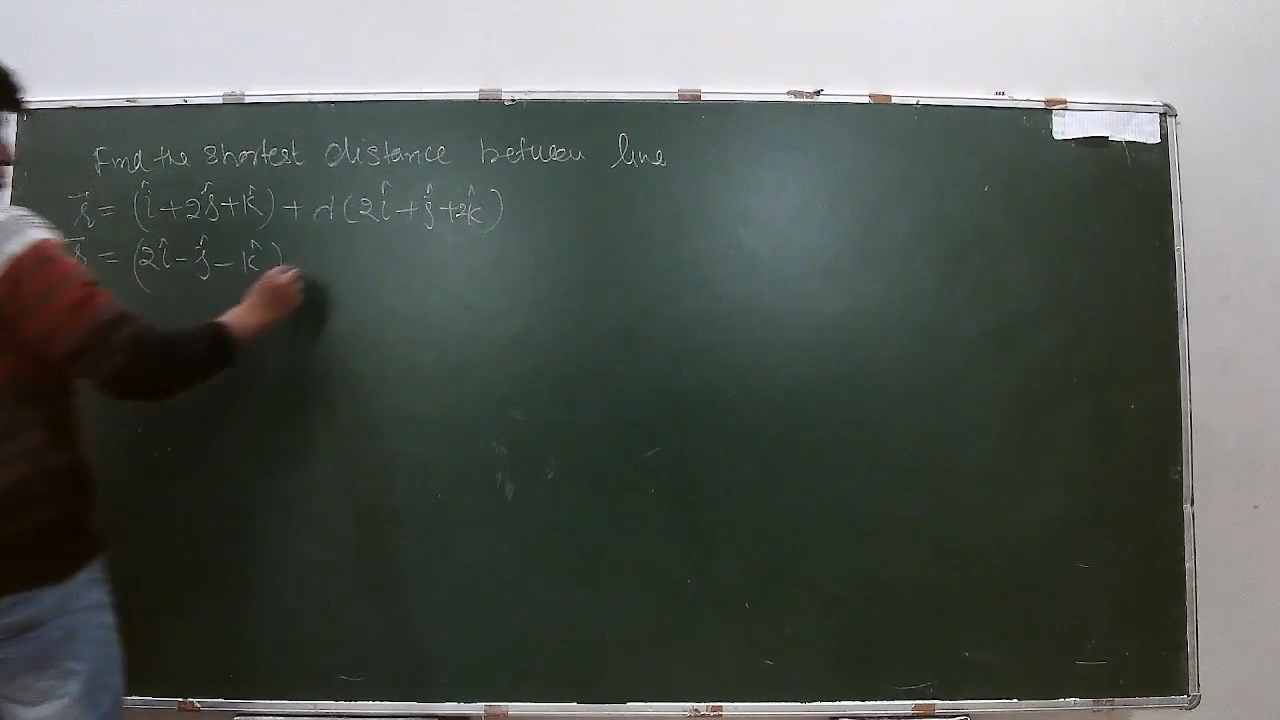 Find the shortest distance between line
r⃗ = (î+2ĵ+k̂) + λ(2î+ĵ+2k̂)
r⃗ = (2î-ĵ-k̂)